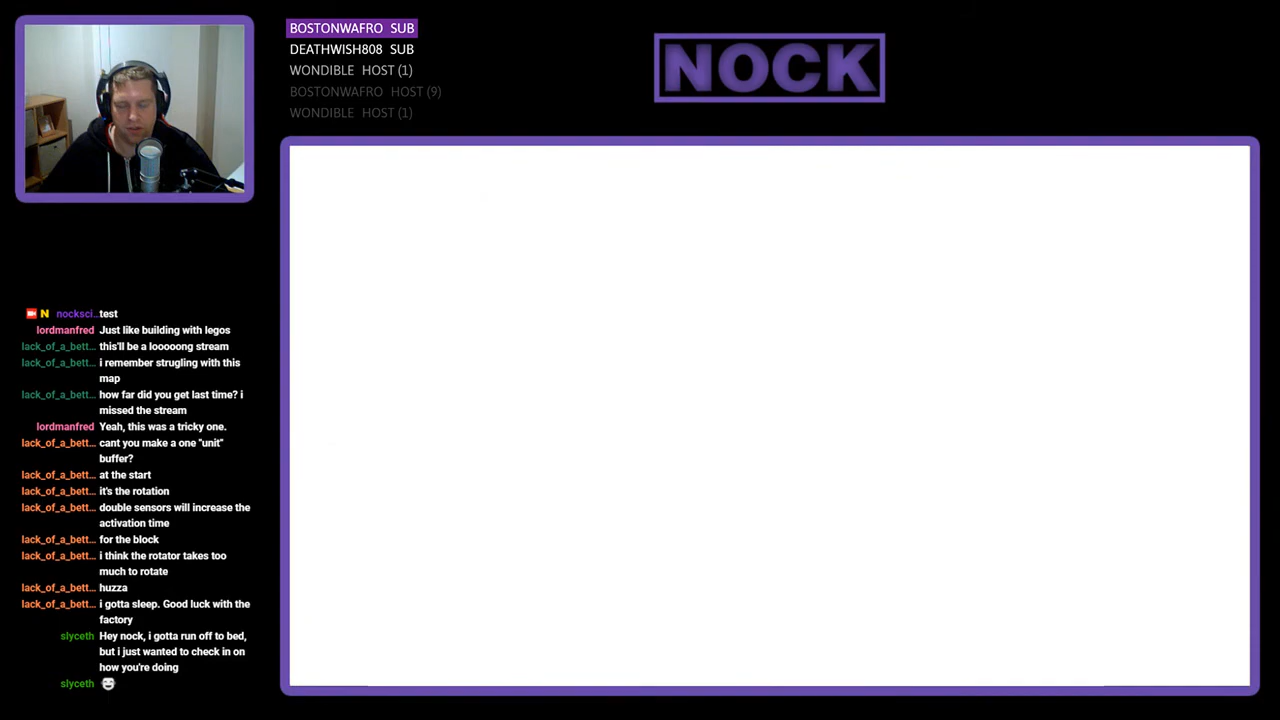 BOSTONWAFRO SUB
DEATHWISH808 SUB
WONDIBLE HOST (1)
BOSTONWAFRO HOST (9)
WONDIBLE HOST (1)
NOCK
nocksci.. test
lordmanfred Just like building with legos
lack_of_a_bett... this'll be a looooong stream
lack_of_a_bett... i remember strugling with this
map
lack_of_a_bett... how far did you get last time? i
missed the stream
lordmanfred Yeah, this was a tricky one.
lack_of_a_bett... cant you make a one "unit"
buffer?
lack_of_a_bett... at the start
lack_of_a_bett... it's the rotation
lack_of_a_bett... double sensors will increase the
activation time
lack_of_a_bett... for the block
lack_of_a_bett... i think the rotator takes too
much to rotate
lack_of_a_bett... huzza
lack_of_a_bett... i gotta sleep. Good luck with the
factory
slyceth Hey nock, i gotta run off to bed,
but i just wanted to check in on
how you're doing
slyceth